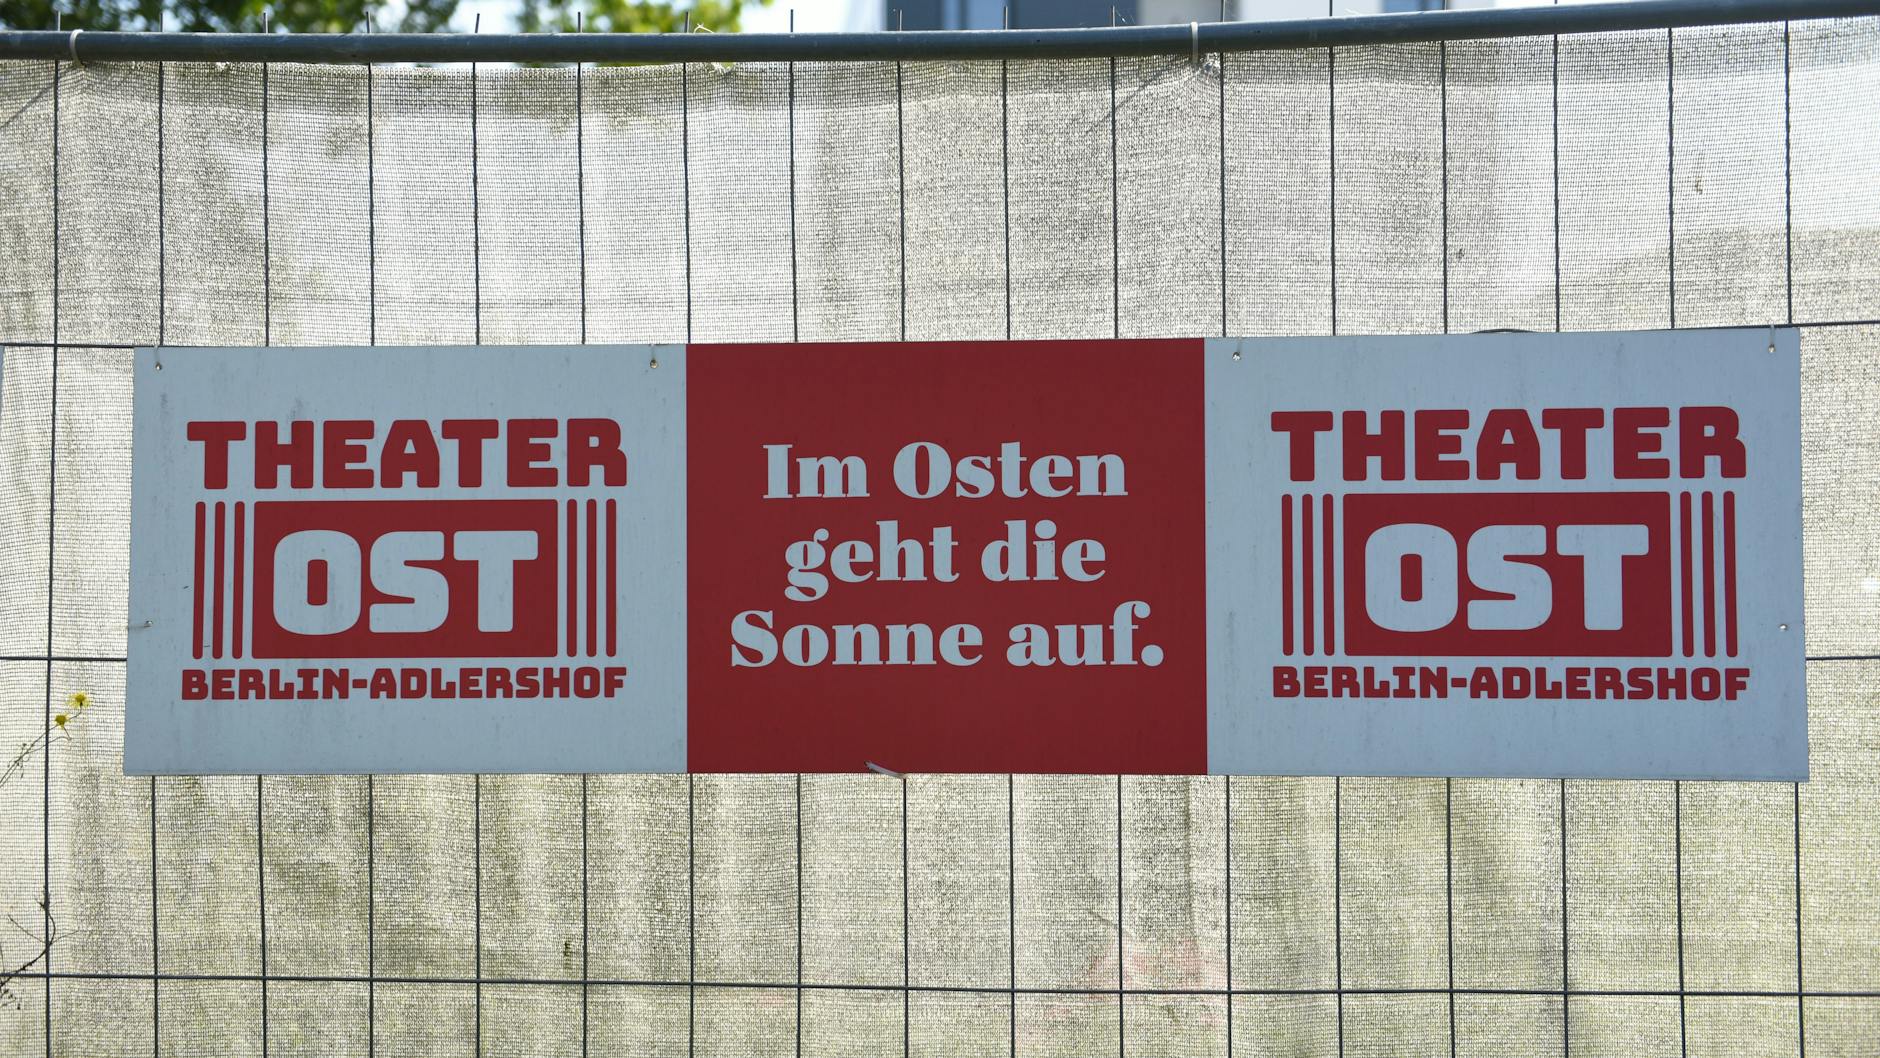 THEATER
OST
BERLIN-ADLERSHOF
Im Osten
geht die
Sonne auf.
THEATER
OST
BERLIN-ADLERSHOF